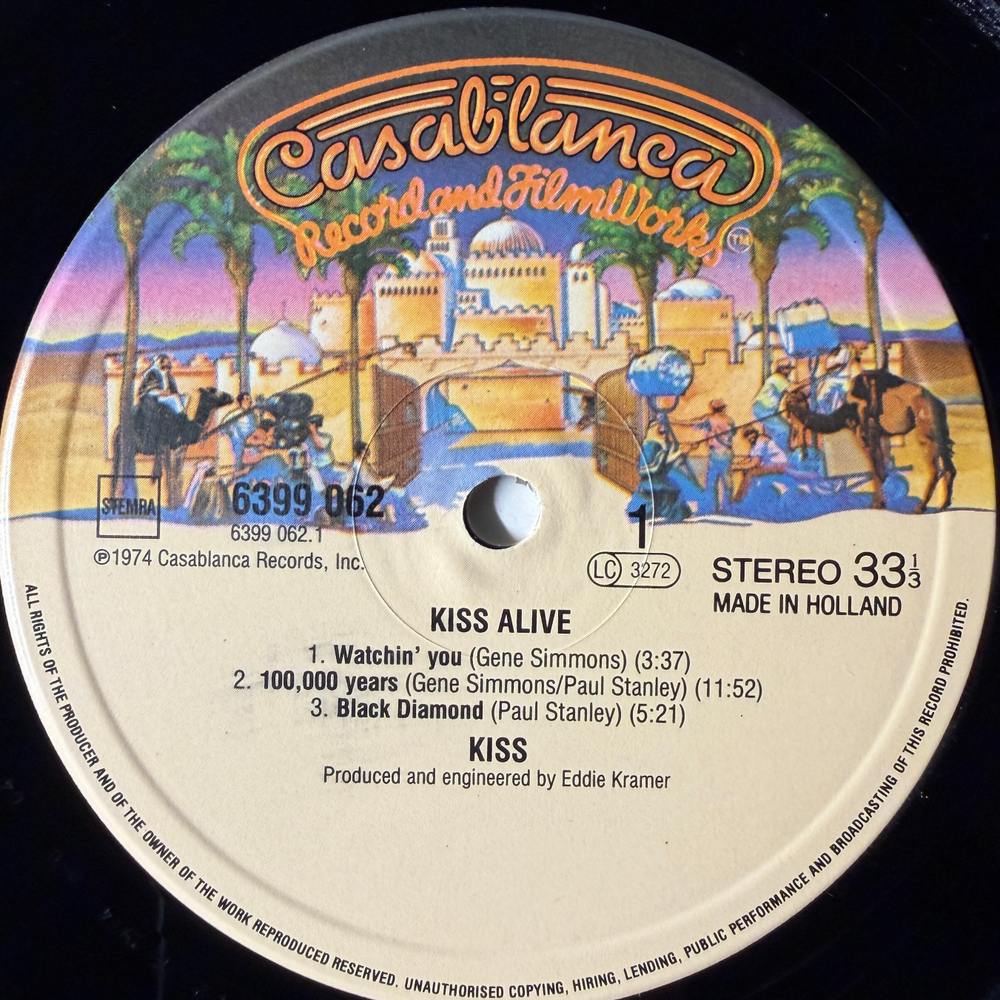 Casablanca
Record and FilmWorks™
STEMRA
6399 062
6399 062.1
℗1974 Casablanca Records, Inc.
1
LC 3272
STEREO 33⅓
MADE IN HOLLAND
KISS ALIVE
1. Watchin' you (Gene Simmons) (3:37)
2. 100,000 years (Gene Simmons/Paul Stanley) (11:52)
3. Black Diamond (Paul Stanley) (5:21)
KISS
Produced and engineered by Eddie Kramer
ALL RIGHTS OF THE PRODUCER AND OF THE OWNER OF THE WORK REPRODUCED RESERVED. UNAUTHORISED COPYING, HIRING, LENDING, PUBLIC PERFORMANCE AND BROADCASTING OF THIS RECORD PROHIBITED.